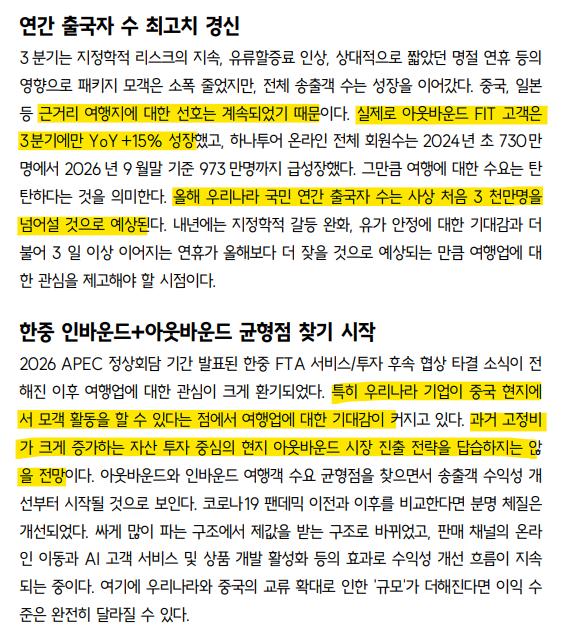 연간 출국자 수 최고치 경신
3 분기는 지정학적 리스크의 지속, 유류할증료 인상, 상대적으로 짧았던 명절 연휴 등의
영향으로 패키지 모객은 소폭 줄었지만, 전체 송출객 수는 성장을 이어갔다. 중국, 일본
등 근거리 여행지에 대한 선호는 계속되었기 때문이다. 실제로 아웃바운드 FIT 고객은
3분기에만 YoY +15% 성장했고, 하나투어 온라인 전체 회원수는 2024년 초 730만
명에서 2026 년 9 월말 기준 973 만명까지 급성장했다. 그만큼 여행에 대한 수요는 탄
탄하다는 것을 의미한다. 올해 우리나라 국민 연간 출국자 수는 사상 처음 3 천만명을
넘어설 것으로 예상된다. 내년에는 지정학적 갈등 완화, 유가 안정에 대한 기대감과 더
불어 3 일 이상 이어지는 연휴가 올해보다 더 잦을 것으로 예상되는 만큼 여행업에 대
한 관심을 제고해야 할 시점이다.
한중 인바운드+아웃바운드 균형점 찾기 시작
2026 APEC 정상회담 기간 발표된 한중 FTA 서비스/투자 후속 협상 타결 소식이 전
해진 이후 여행업에 대한 관심이 크게 환기되었다. 특히 우리나라 기업이 중국 현지에
서 모객 활동을 할 수 있다는 점에서 여행업에 대한 기대감이 커지고 있다. 과거 고정비
가 크게 증가하는 자산 투자 중심의 현지 아웃바운드 시장 진출 전략을 답습하지는 않
을 전망이다. 아웃바운드와 인바운드 여행객 수요 균형점을 찾으면서 송출객 수익성 개
선부터 시작될 것으로 보인다. 코로나19 팬데믹 이전과 이후를 비교한다면 분명 체질은
개선되었다. 싸게 많이 파는 구조에서 제값을 받는 구조로 바뀌었고, 판매 채널의 온라
인 이동과 AI 고객 서비스 및 상품 개발 활성화 등의 효과로 수익성 개선 흐름이 지속
되는 중이다. 여기에 우리나라와 중국의 교류 확대로 인한 '규모'가 더해진다면 이익 수
준은 완전히 달라질 수 있다.